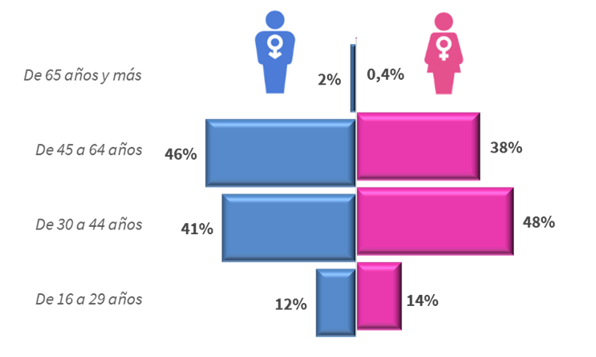 De 65 años y más
2%
0,4%
De 45 a 64 años
46%
38%
De 30 a 44 años
41%
48%
De 16 a 29 años
12%
14%